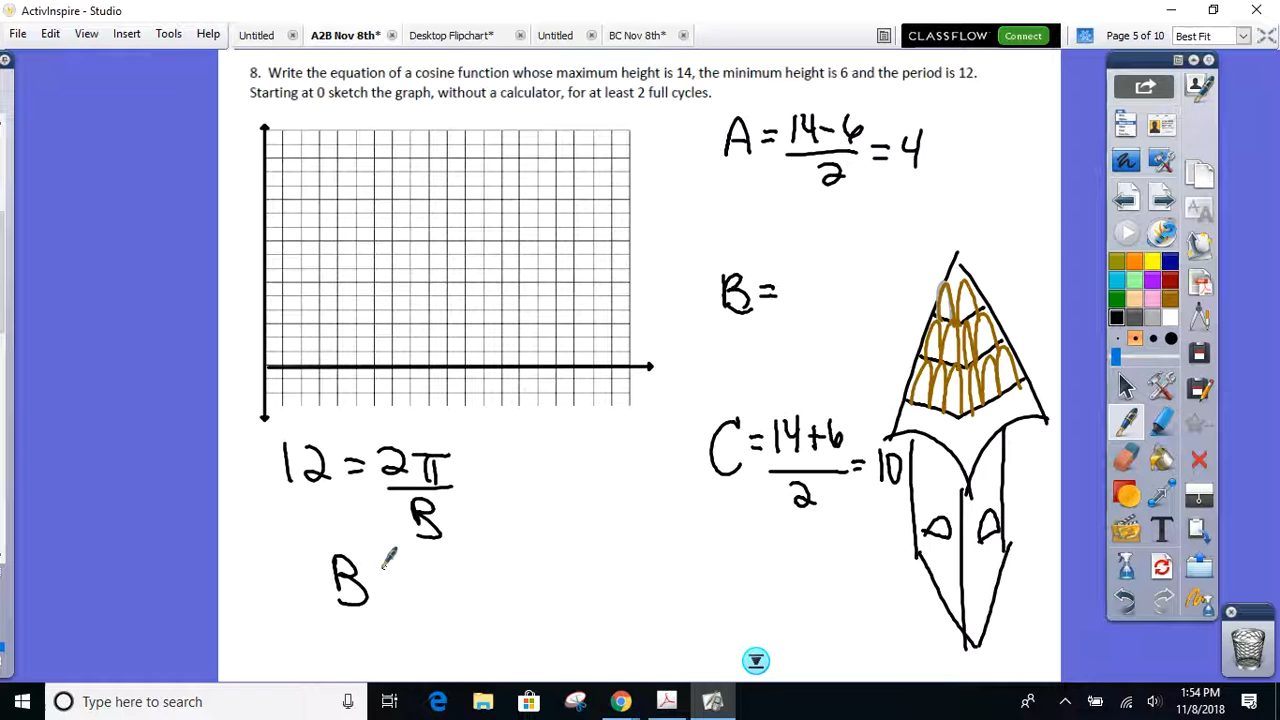 ActivInspire - Studio
File Edit View Insert Tools Help
Untitled A2B Nov 8th* Desktop Flipchart* Untitled BC Nov 8th*
CLASSFLOW Connect
Page 5 of 10 Best Fit
8. Write the equation of a cosine function whose maximum height is 14, the minimum height is 6 and the period is 12.
Starting at 0 sketch the graph, without a calculator, for at least 2 full cycles.
A = 14-6 / 2 = 4
B =
C = 14+6 / 2 = 10
12 = 2π / B
B
Type here to search
1:54 PM
11/8/2018